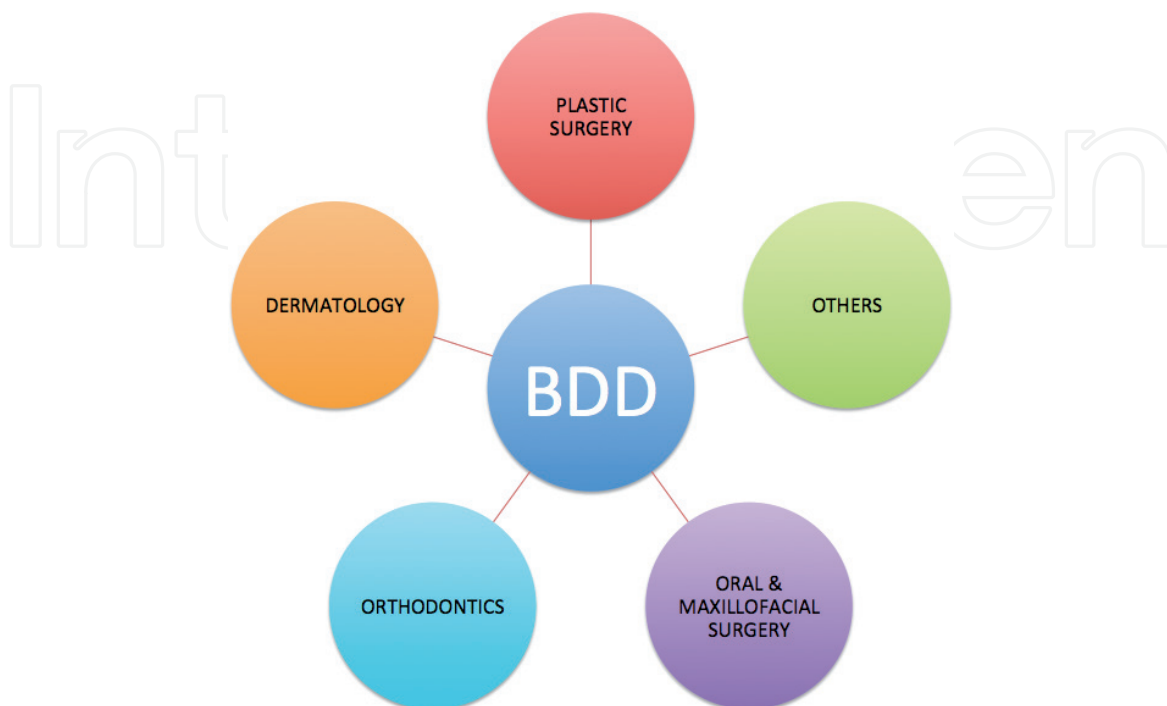 PLASTIC
SURGERY
DERMATOLOGY
OTHERS
BDD
ORTHODONTICS
ORAL &
MAXILLOFACIAL
SURGERY
Int
en